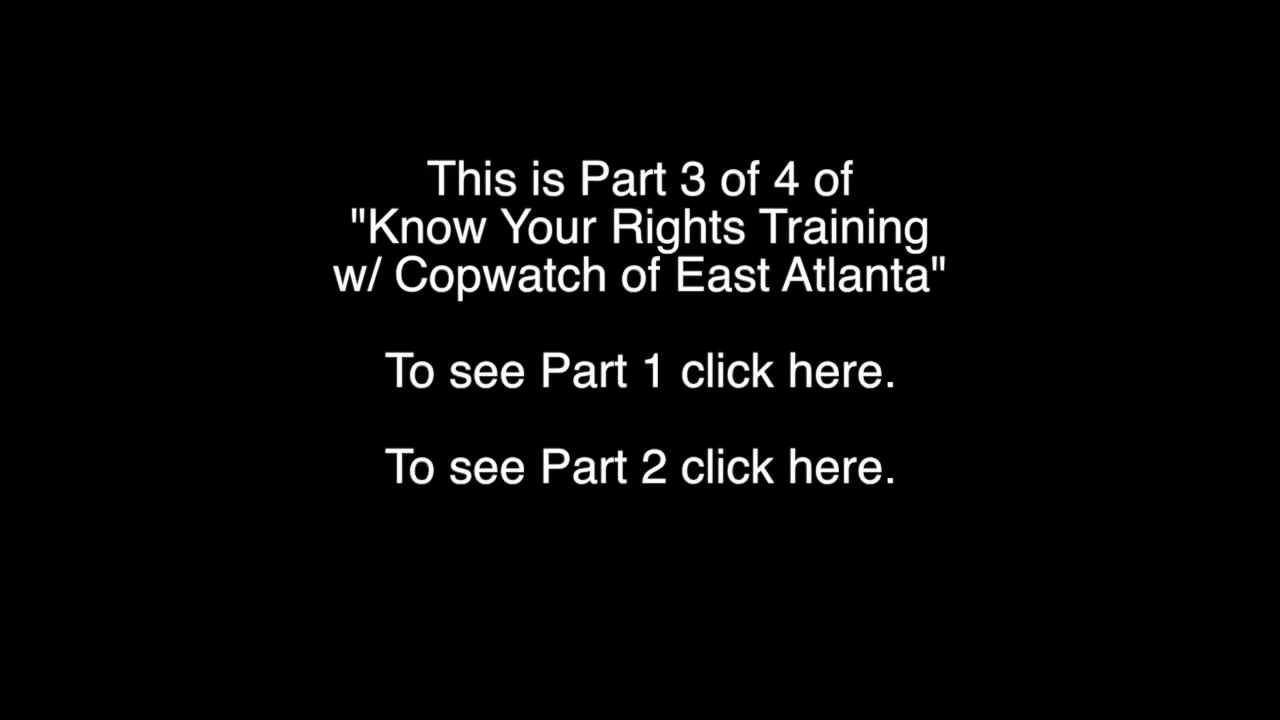 This is Part 3 of 4 of
"Know Your Rights Training
w/ Copwatch of East Atlanta"
To see Part 1 click here.
To see Part 2 click here.